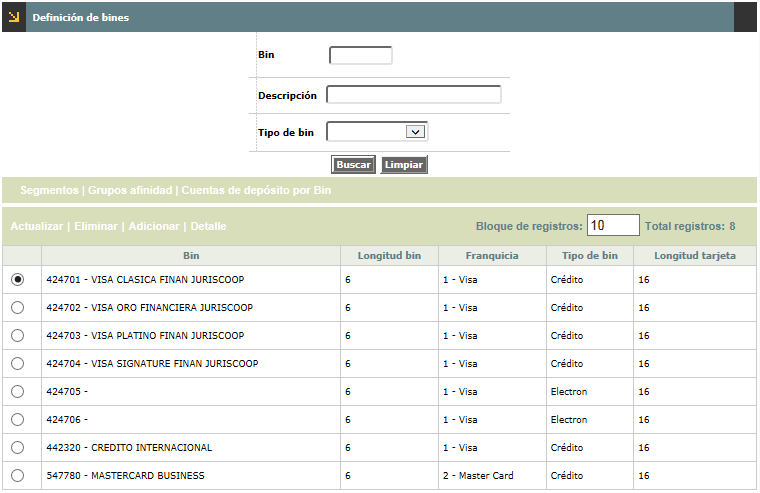 Definición de bines
Bin
Descripción
Tipo de bin
Buscar Limpiar
Segmentos | Grupos afinidad | Cuentas de depósito por Bin
Actualizar | Eliminar | Adicionar | Detalle Bloque de registros: 10 Total registros: 8
Bin Longitud bin Franquicia Tipo de bin Longitud tarjeta
424701 - VISA CLASICA FINAN JURISCOOP 6 1 - Visa Crédito 16
424702 - VISA ORO FINANCIERA JURISCOOP 6 1 - Visa Crédito 16
424703 - VISA PLATINO FINAN JURISCOOP 6 1 - Visa Crédito 16
424704 - VISA SIGNATURE FINAN JURISCOOP 6 1 - Visa Crédito 16
424705 - 6 1 - Visa Electron 16
424706 - 6 1 - Visa Electron 16
442320 - CREDITO INTERNACIONAL 6 1 - Visa Crédito 16
547780 - MASTERCARD BUSINESS 6 2 - Master Card Crédito 16